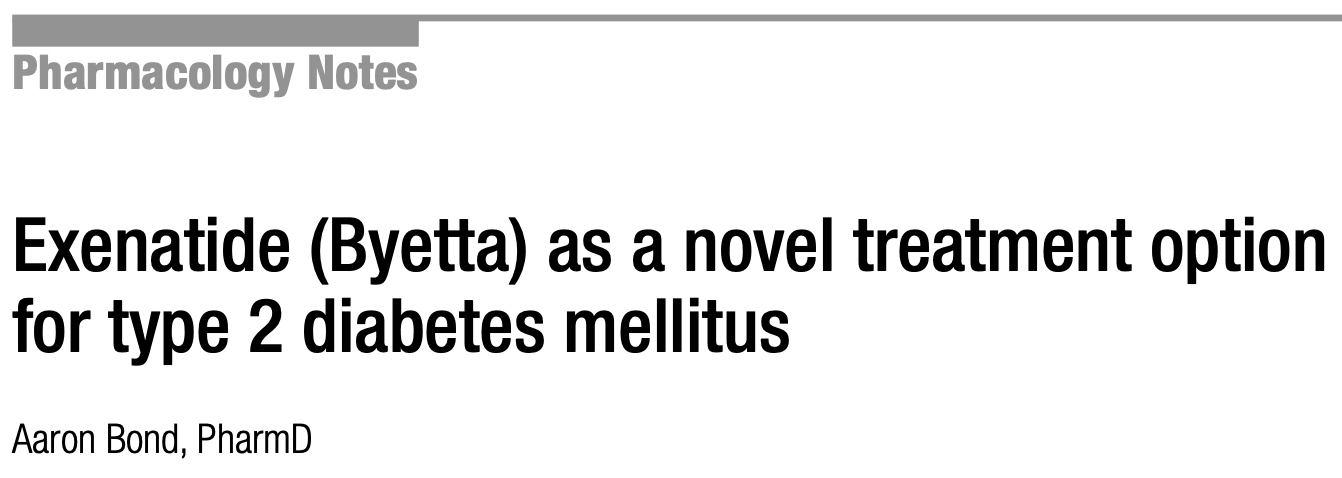 Pharmacology Notes
Exenatide (Byetta) as a novel treatment option
for type 2 diabetes mellitus
Aaron Bond, PharmD